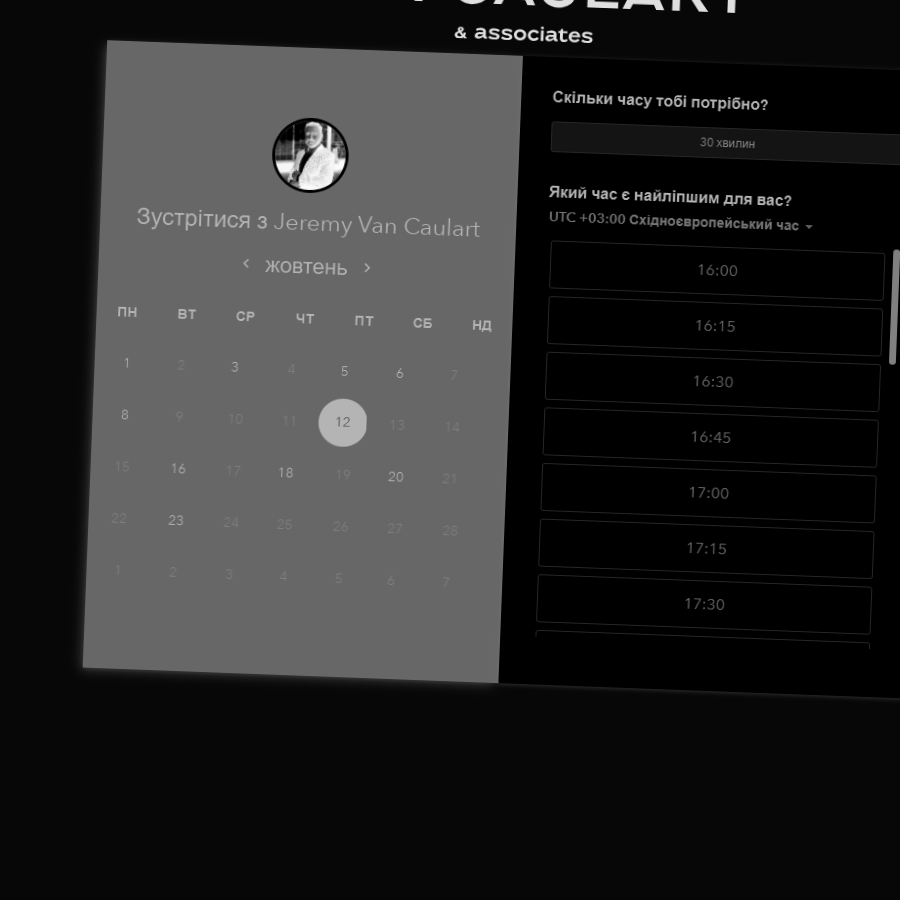 CAULART
& associates
Зустрітися з Jeremy Van Caulart
жовтень
ПН ВТ СР ЧТ ПТ СБ НД
1 2 3 4 5 6 7
8 9 10 11 12 13 14
15 16 17 18 19 20 21
22 23 24 25 26 27 28
1 2 3 4 5 6 7
Скільки часу тобі потрібно?
30 хвилин
Який час є найліпшим для вас?
UTC +03:00 Східноєвропейський час
16:00
16:15
16:30
16:45
17:00
17:15
17:30